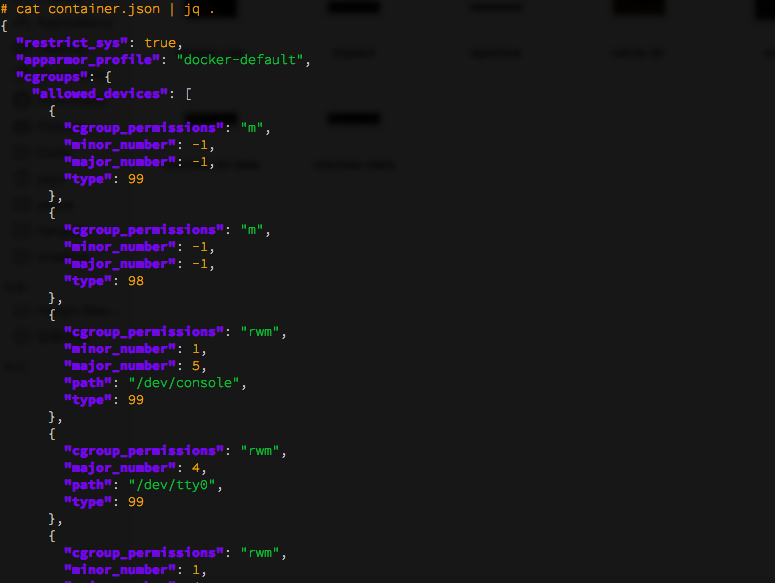 # cat container.json | jq .
{
  "restrict_sys": true,
  "apparmor_profile": "docker-default",
  "cgroups": {
    "allowed_devices": [
      {
        "cgroup_permissions": "m",
        "minor_number": -1,
        "major_number": -1,
        "type": 99
      },
      {
        "cgroup_permissions": "m",
        "minor_number": -1,
        "major_number": -1,
        "type": 98
      },
      {
        "cgroup_permissions": "rwm",
        "minor_number": 1,
        "major_number": 5,
        "path": "/dev/console",
        "type": 99
      },
      {
        "cgroup_permissions": "rwm",
        "major_number": 4,
        "path": "/dev/tty0",
        "type": 99
      },
      {
        "cgroup_permissions": "rwm",
        "minor_number": 1,